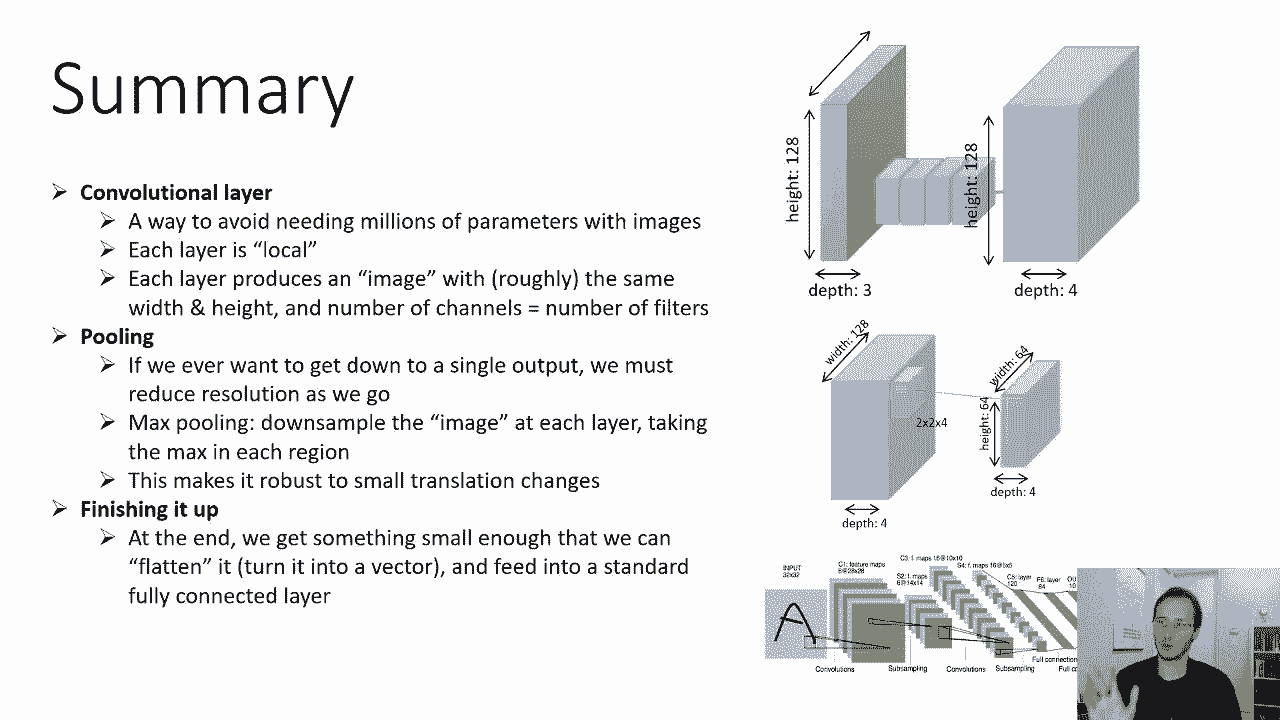 Summary
➢ Convolutional layer
➢ A way to avoid needing millions of parameters with images
➢ Each layer is “local”
➢ Each layer produces an “image” with (roughly) the same
width & height, and number of channels = number of filters
➢ Pooling
➢ If we ever want to get down to a single output, we must
reduce resolution as we go
➢ Max pooling: downsample the “image” at each layer, taking
the max in each region
➢ This makes it robust to small translation changes
➢ Finishing it up
➢ At the end, we get something small enough that we can
“flatten” it (turn it into a vector), and feed into a standard
fully connected layer
height: 128
depth: 3
height: 128
depth: 4
width: 128
2x2x4
depth: 4
width: 64
height: 64
depth: 4
INPUT
32x32
C1: feature maps
6@28x28
S2: f. maps
6@14x14
C3: f. maps 16@10x10
S4: f. maps 16@5x5
C5: layer
120
F6: layer
84
OU
10
A
Convolutions
Subsampling
Convolutions
Subsampling
Full connection